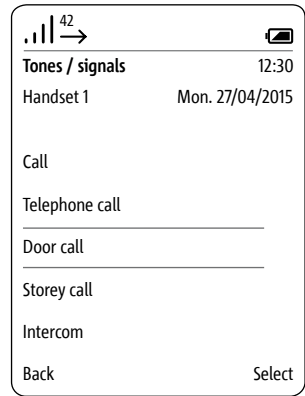 42
Tones / signals 12:30
Handset 1 Mon. 27/04/2015
Call
Telephone call
Door call
Storey call
Intercom
Back Select